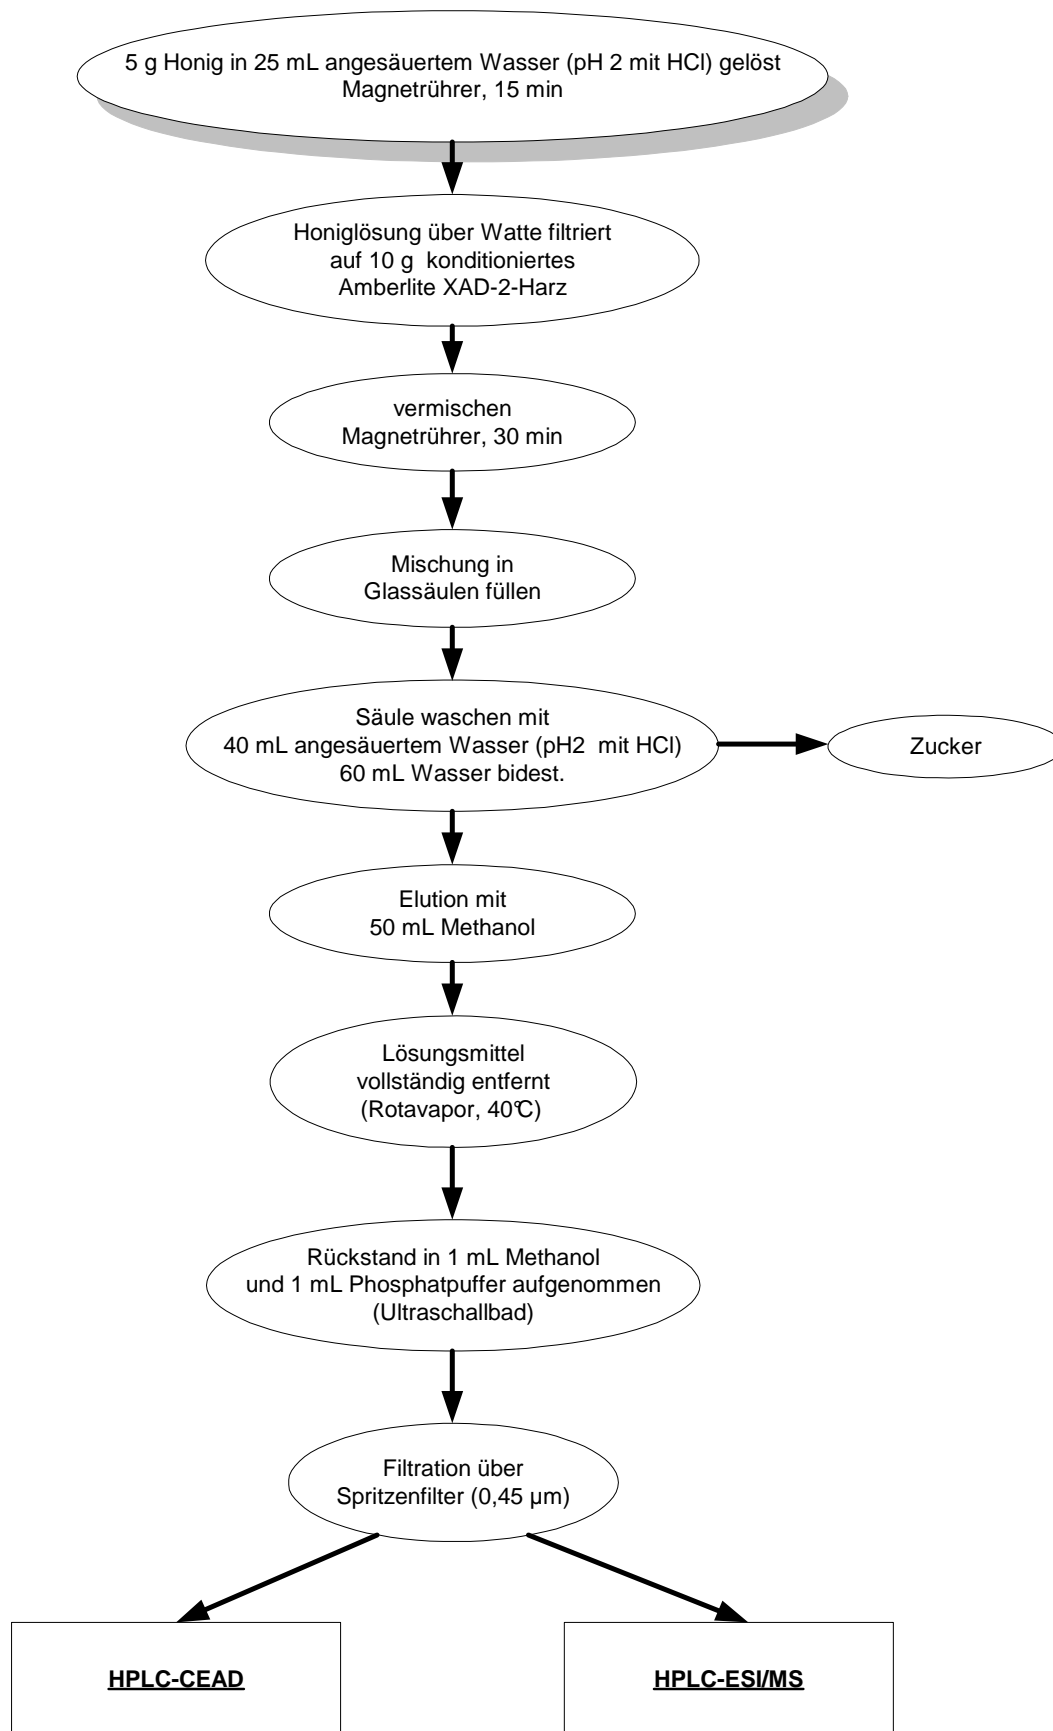 5 g Honig in 25 mL angesäuertem Wasser (pH 2 mit HCl) gelöst
Magnetrührer, 15 min
Honiglösung über Watte filtriert
auf 10 g konditioniertes
Amberlite XAD-2-Harz
vermischen
Magnetrührer, 30 min
Mischung in
Glassäulen füllen
Säule waschen mit
40 mL angesäuertem Wasser (pH2 mit HCl)
60 mL Wasser bidest.
Zucker
Elution mit
50 mL Methanol
Lösungsmittel
vollständig entfernt
(Rotavapor, 40°C)
Rückstand in 1 mL Methanol
und 1 mL Phosphatpuffer aufgenommen
(Ultraschallbad)
Filtration über
Spritzenfilter (0,45 µm)
HPLC-CEAD
HPLC-ESI/MS